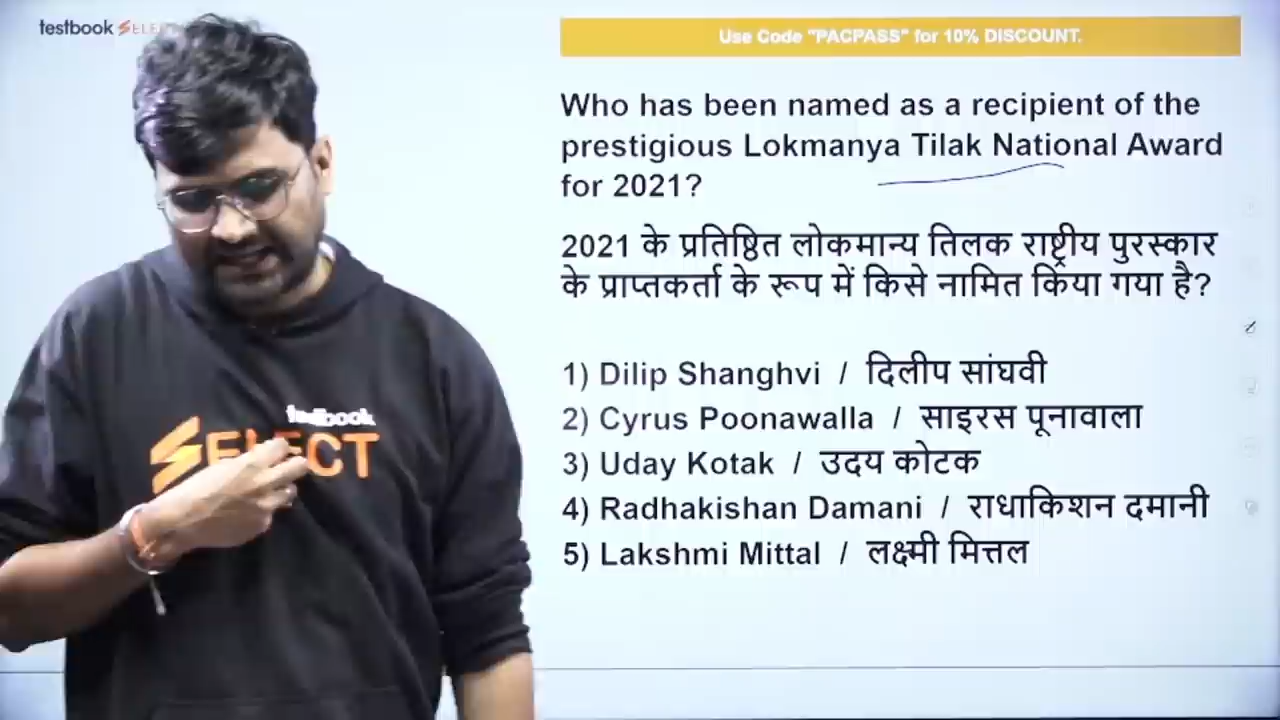 testbook SELECT
Use Code "PACPASS" for 10% DISCOUNT.
Who has been named as a recipient of the
prestigious Lokmanya Tilak National Award
for 2021?
2021 के प्रतिष्ठित लोकमान्य तिलक राष्ट्रीय पुरस्कार
के प्राप्तकर्ता के रूप में किसे नामित किया गया है?
1) Dilip Shanghvi / दिलीप सांघवी
2) Cyrus Poonawalla / साइरस पूनावाला
3) Uday Kotak / उदय कोटक
4) Radhakishan Damani / राधाकिशन दमानी
5) Lakshmi Mittal / लक्ष्मी मित्तल
testbook
SELECT